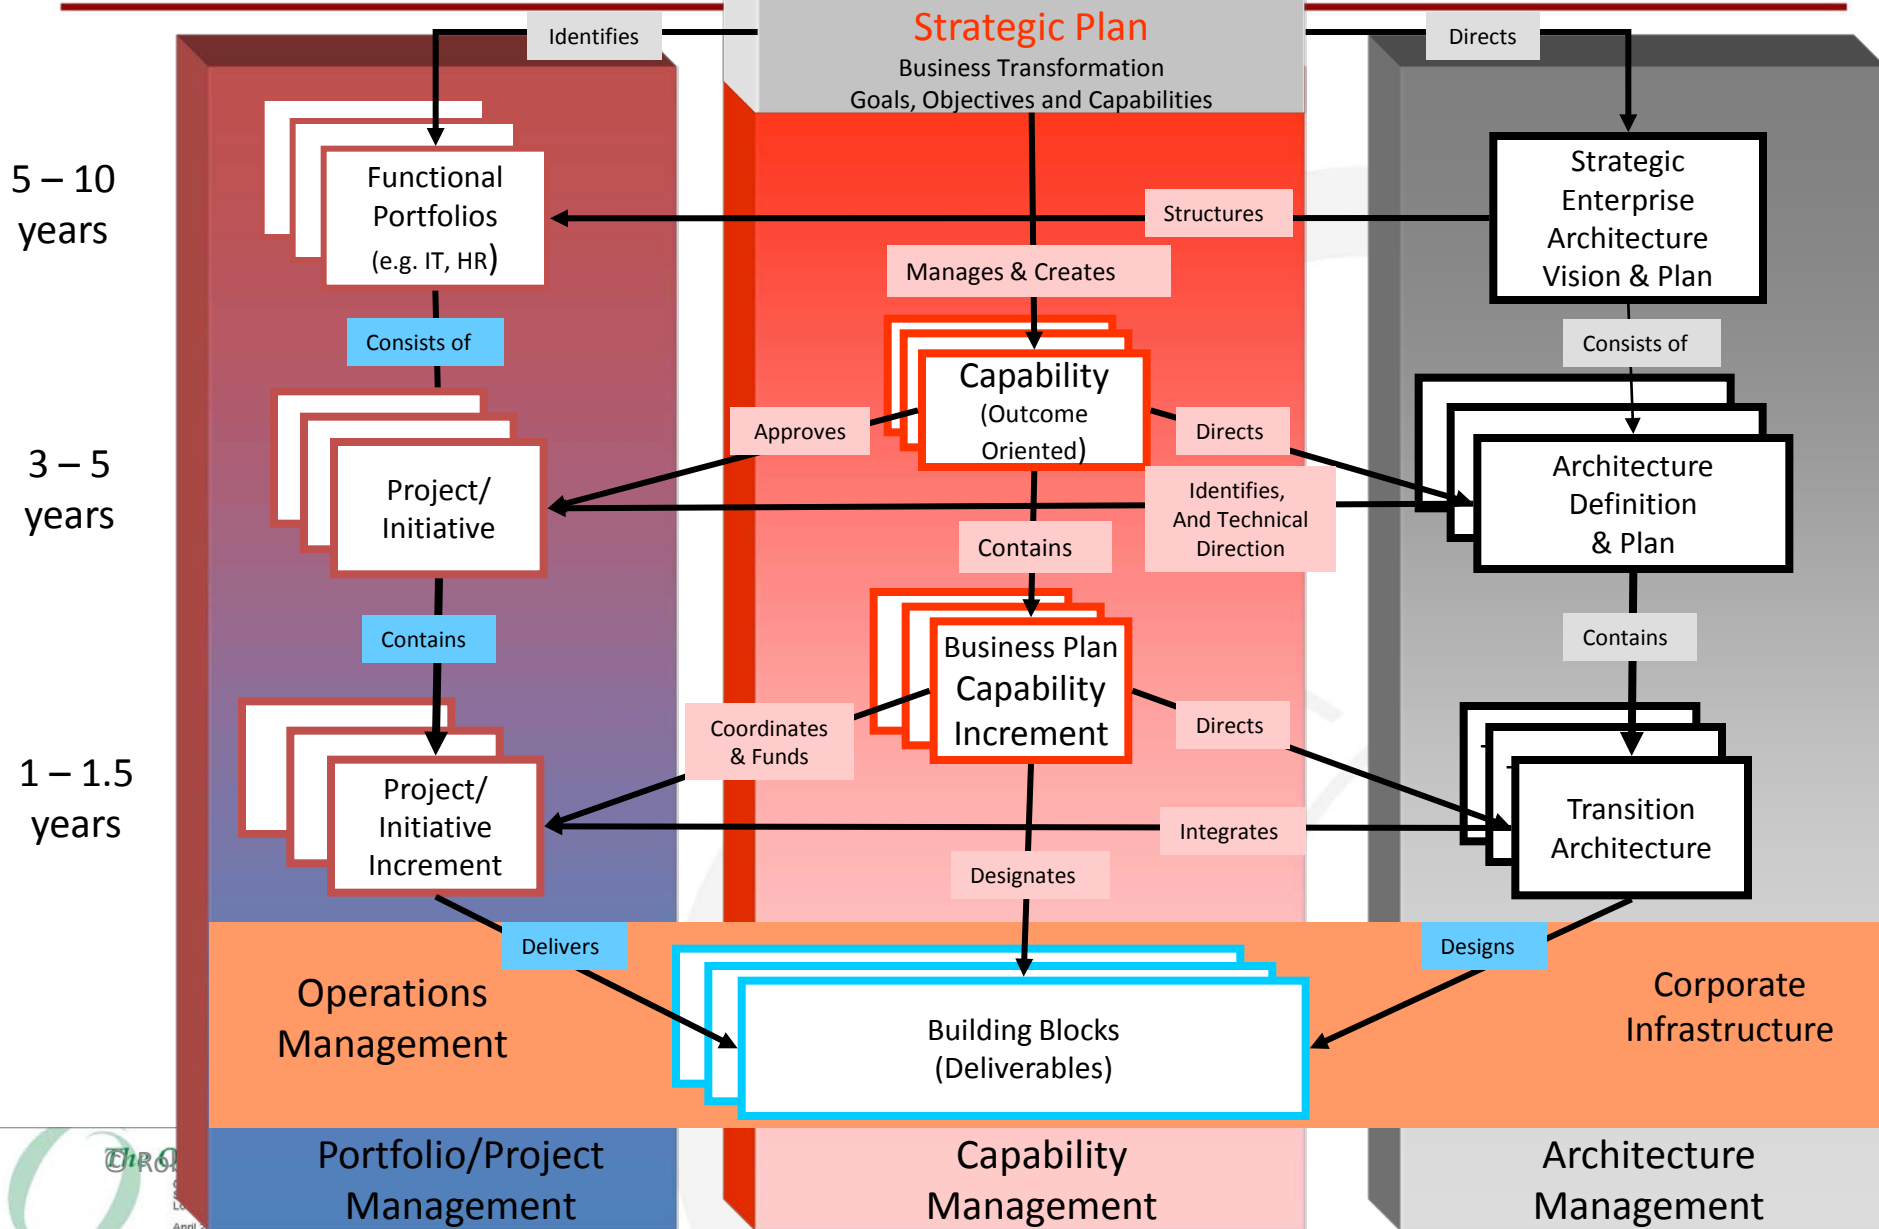 Strategic Plan
Business Transformation
Goals, Objectives and Capabilities
Identifies
Directs
5 – 10
years
Functional
Portfolios
(e.g. IT, HR)
Structures
Strategic
Enterprise
Architecture
Vision & Plan
Manages & Creates
Consists of
Consists of
3 – 5
years
Project/
Initiative
Approves
Capability
(Outcome
Oriented)
Directs
Identifies,
And Technical
Direction
Architecture
Definition
& Plan
Contains
Contains
Contains
1 – 1.5
years
Project/
Initiative
Increment
Coordinates
& Funds
Business Plan
Capability
Increment
Directs
Integrates
Transition
Architecture
Designates
Delivers
Designs
Operations
Management
Building Blocks
(Deliverables)
Corporate
Infrastructure
Portfolio/Project
Management
Capability
Management
Architecture
Management
The
April